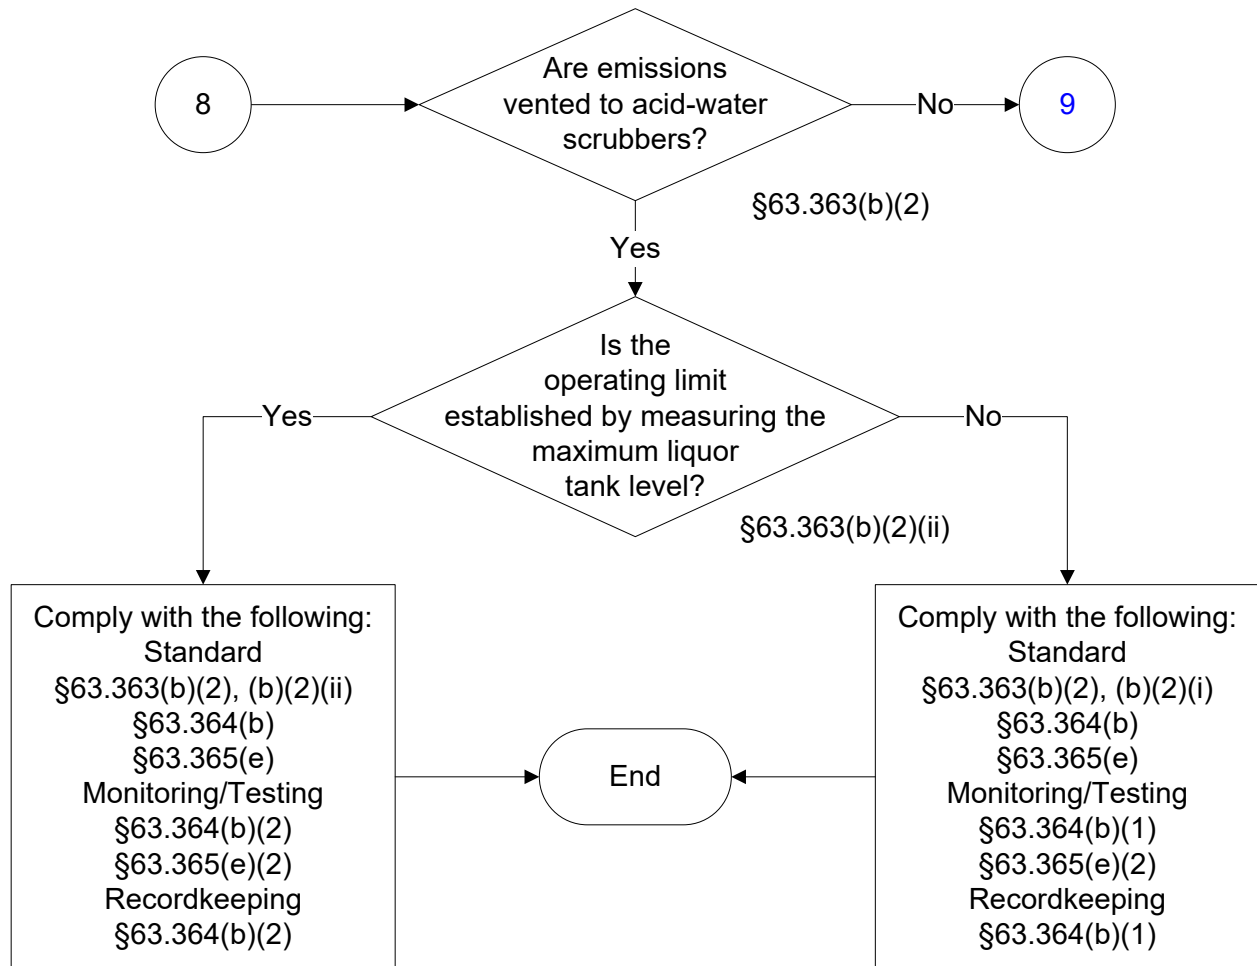 8
Are emissions
vented to acid-water
scrubbers?
No
9
§63.363(b)(2)
Yes
Is the
operating limit
established by measuring the
maximum liquor
tank level?
Yes
No
§63.363(b)(2)(ii)
Comply with the following:
Standard
§63.363(b)(2), (b)(2)(ii)
§63.364(b)
§63.365(e)
Monitoring/Testing
§63.364(b)(2)
§63.365(e)(2)
Recordkeeping
§63.364(b)(2)
End
Comply with the following:
Standard
§63.363(b)(2), (b)(2)(i)
§63.364(b)
§63.365(e)
Monitoring/Testing
§63.364(b)(1)
§63.365(e)(2)
Recordkeeping
§63.364(b)(1)